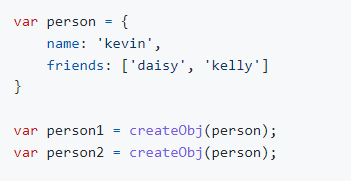 var person = {
    name: 'kevin',
    friends: ['daisy', 'kelly']
}
var person1 = createObj(person);
var person2 = createObj(person);